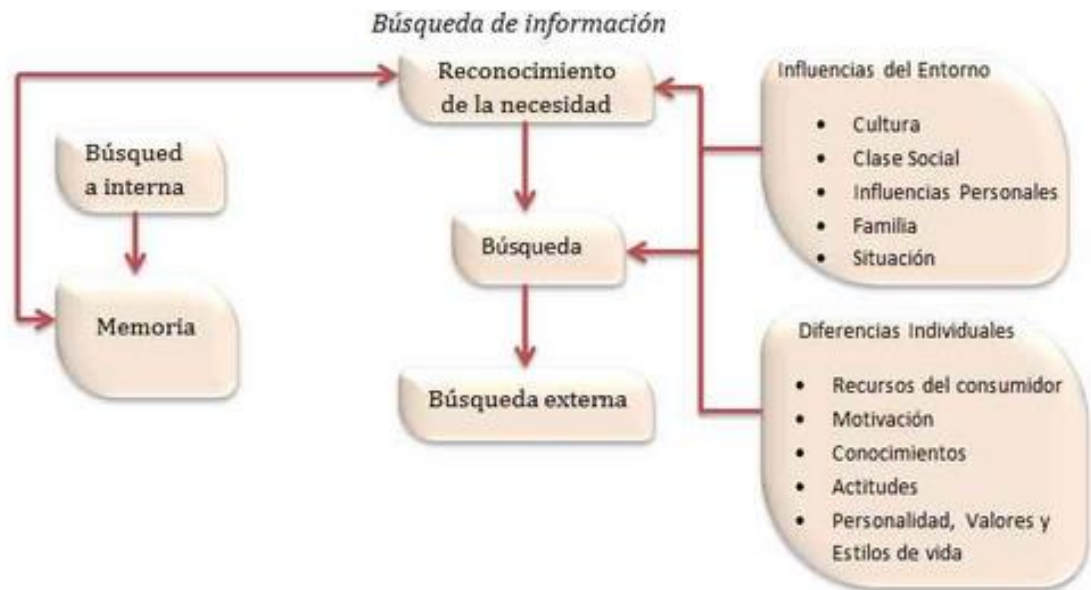 Búsqueda de información
Reconocimiento
de la necesidad
Búsqued
a interna
Búsqueda
Memoria
Búsqueda externa
Influencias del Entorno
• Cultura
• Clase Social
• Influencias Personales
• Familia
• Situación
Diferencias Individuales
• Recursos del consumidor
• Motivación
• Conocimientos
• Actitudes
• Personalidad, Valores y
Estilos de vida